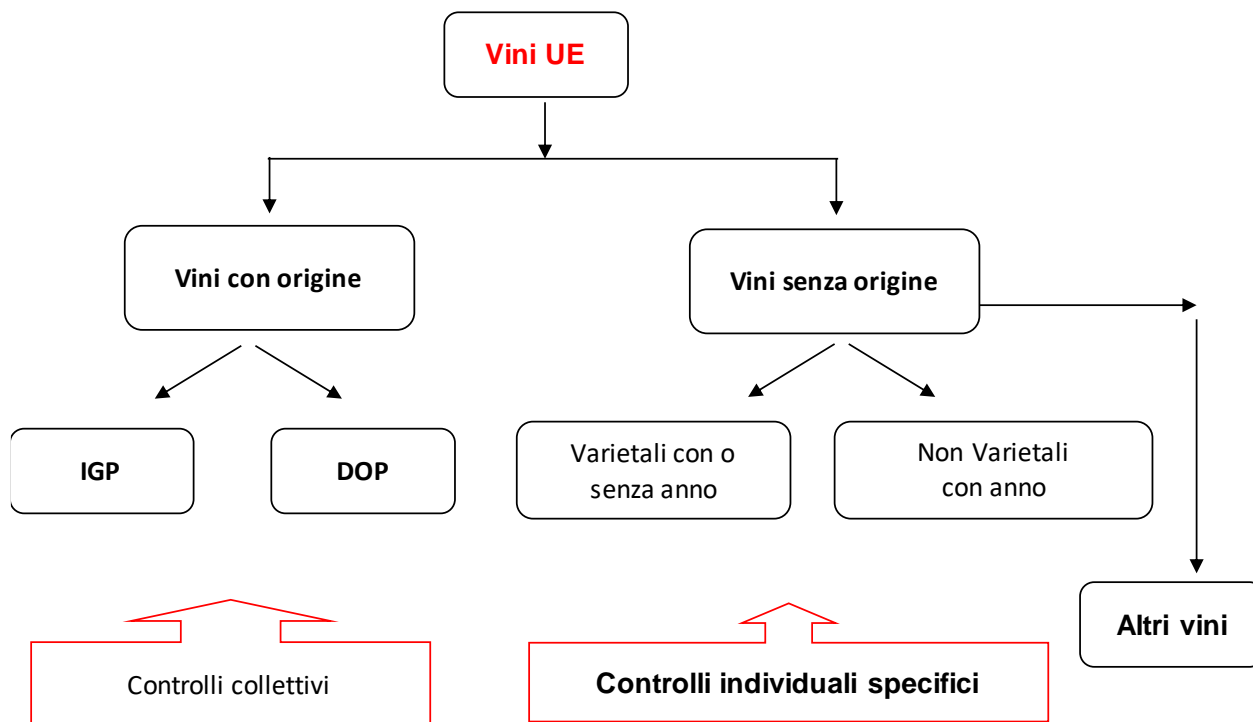 Vini UE
Vini con origine
Vini senza origine
IGP
DOP
Varietali con o
senza anno
Non Varietali
con anno
Altri vini
Controlli collettivi
Controlli individuali specifici